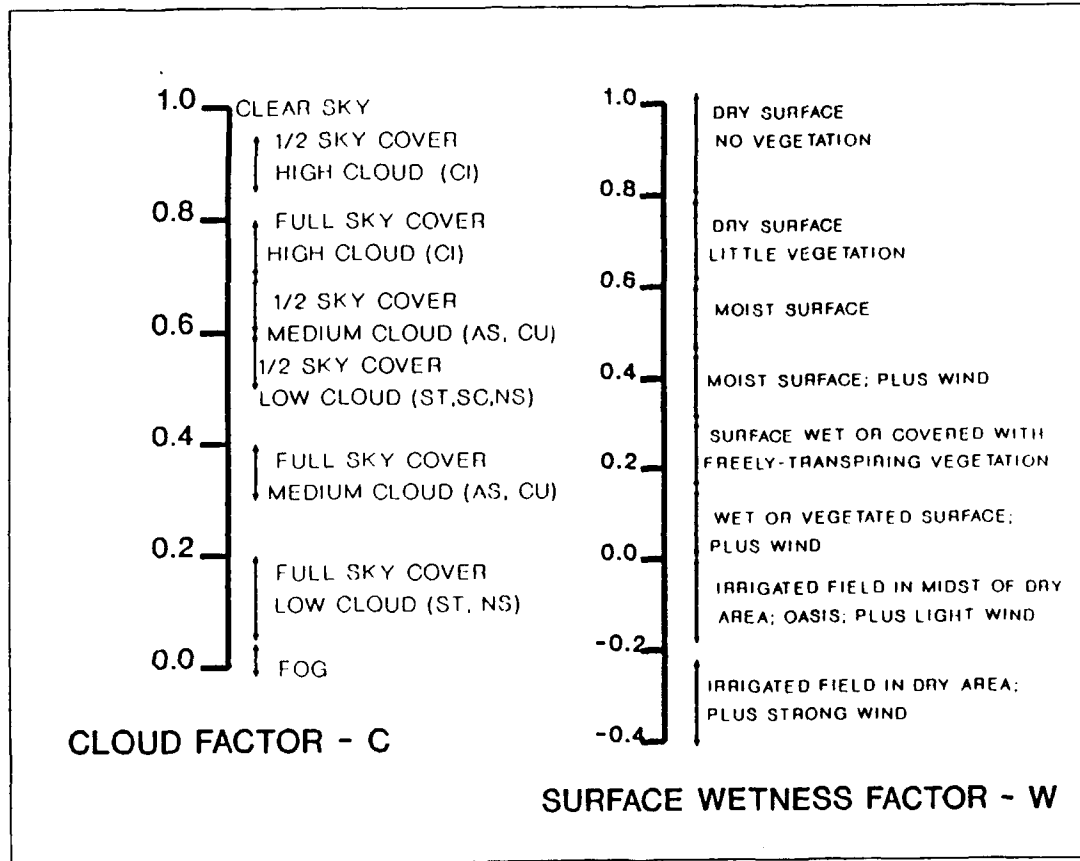 1.0
CLEAR SKY
1/2 SKY COVER
HIGH CLOUD (CI)
0.8
FULL SKY COVER
HIGH CLOUD (CI)
1/2 SKY COVER
0.6
MEDIUM CLOUD (AS, CU)
1/2 SKY COVER
LOW CLOUD (ST,SC,NS)
0.4
FULL SKY COVER
MEDIUM CLOUD (AS, CU)
0.2
FULL SKY COVER
LOW CLOUD (ST, NS)
0.0
FOG
CLOUD FACTOR - C
1.0
DRY SURFACE
NO VEGETATION
0.8
DRY SURFACE
LITTLE VEGETATION
0.6
MOIST SURFACE
0.4
MOIST SURFACE; PLUS WIND
SURFACE WET OR COVERED WITH
0.2
FREELY-TRANSPIRING VEGETATION
WET OR VEGETATED SURFACE;
PLUS WIND
0.0
IRRIGATED FIELD IN MIDST OF DRY
AREA; OASIS; PLUS LIGHT WIND
-0.2
IRRIGATED FIELD IN DRY AREA;
PLUS STRONG WIND
-0.4
SURFACE WETNESS FACTOR - W